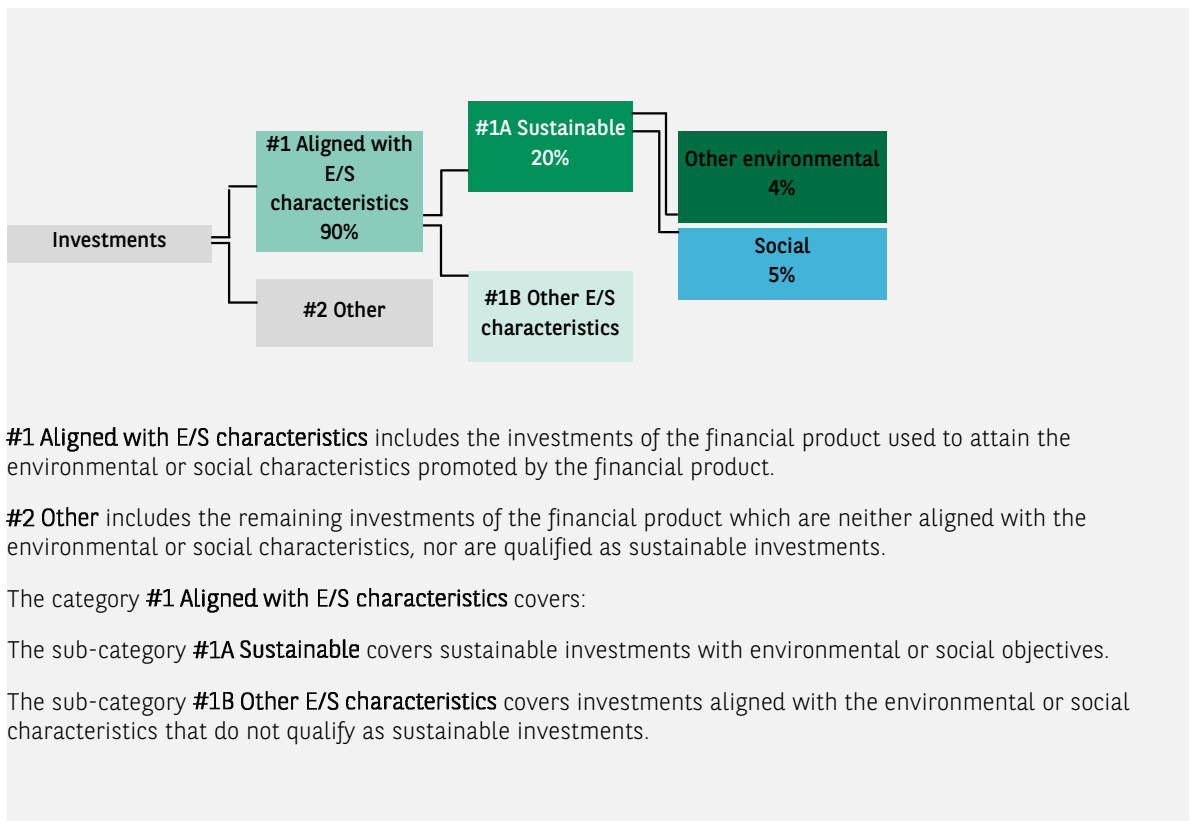 Investments
#1 Aligned with
E/S
characteristics
90%
#2 Other
#1A Sustainable
20%
#1B Other E/S
characteristics
Other environmental
4%
Social
5%
#1 Aligned with E/S characteristics includes the investments of the financial product used to attain the
environmental or social characteristics promoted by the financial product.
#2 Other includes the remaining investments of the financial product which are neither aligned with the
environmental or social characteristics, nor are qualified as sustainable investments.
The category #1 Aligned with E/S characteristics covers:
The sub-category #1A Sustainable covers sustainable investments with environmental or social objectives.
The sub-category #1B Other E/S characteristics covers investments aligned with the environmental or social
characteristics that do not qualify as sustainable investments.